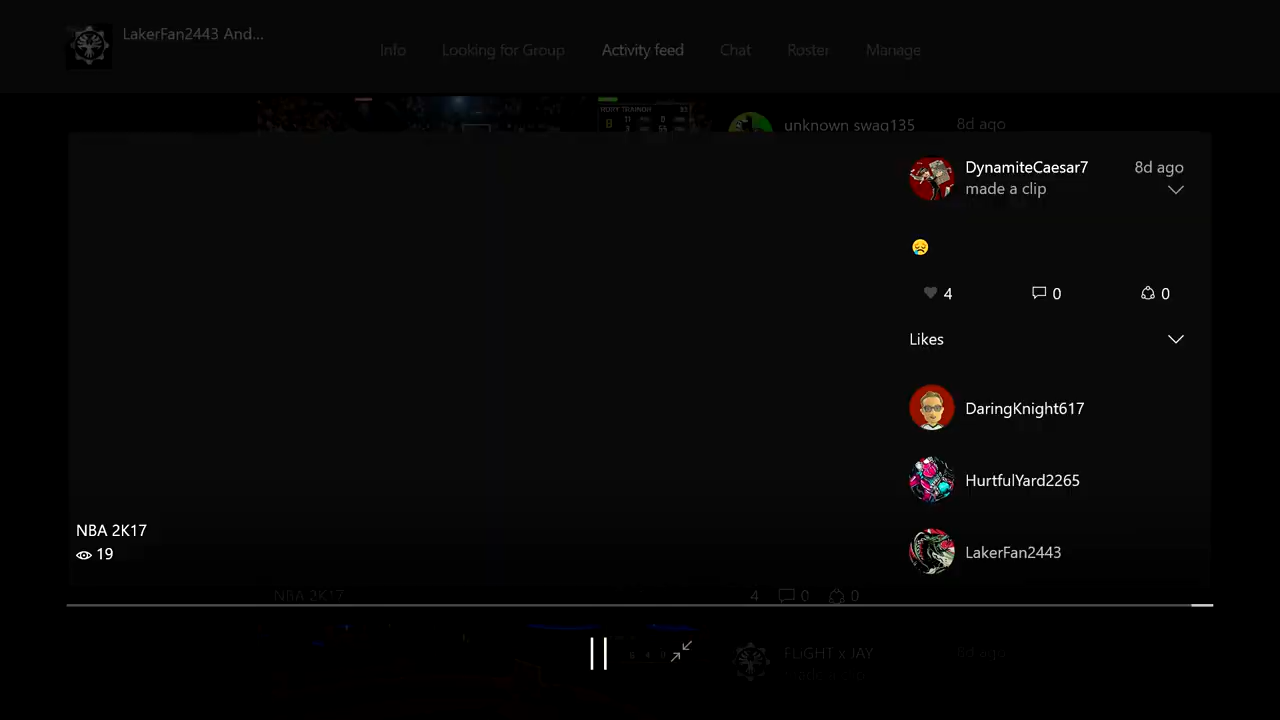 LakerFan2443 And...
Info
Looking for Group
Activity feed
Chat
Roster
Manage
unknown swag135
8d ago
DynamiteCaesar7
8d ago
made a clip
4
0
0
Likes
DaringKnight617
HurtfulYard2265
NBA 2K17
19
LakerFan2443
NBA 2K17
4
0
0
FLiGHT x JAY
8d ago
made a clip